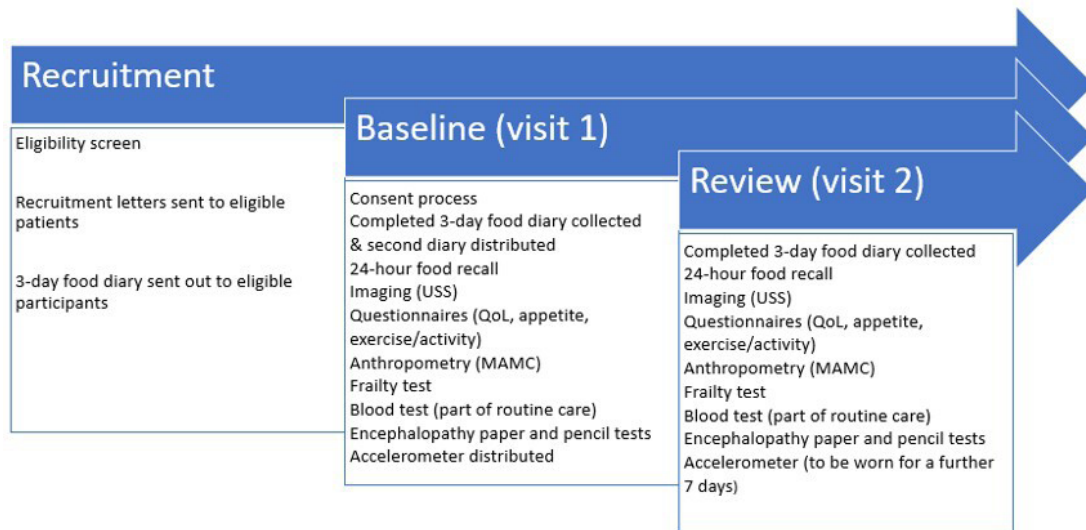 Recruitment
Eligibility screen
Recruitment letters sent to eligible
patients
3-day food diary sent out to eligible
participants
Baseline (visit 1)
Consent process
Completed 3-day food diary collected
& second diary distributed
24-hour food recall
Imaging (USS)
Questionnaires (QoL, appetite,
exercise/activity)
Anthropometry (MAMC)
Frailty test
Blood test (part of routine care)
Encephalopathy paper and pencil tests
Accelerometer distributed
Review (visit 2)
Completed 3-day food diary collected
24-hour food recall
Imaging (USS)
Questionnaires (QoL, appetite,
exercise/activity)
Anthropometry (MAMC)
Frailty test
Blood test (part of routine care)
Encephalopathy paper and pencil tests
Accelerometer (to be worn for a further
7 days)